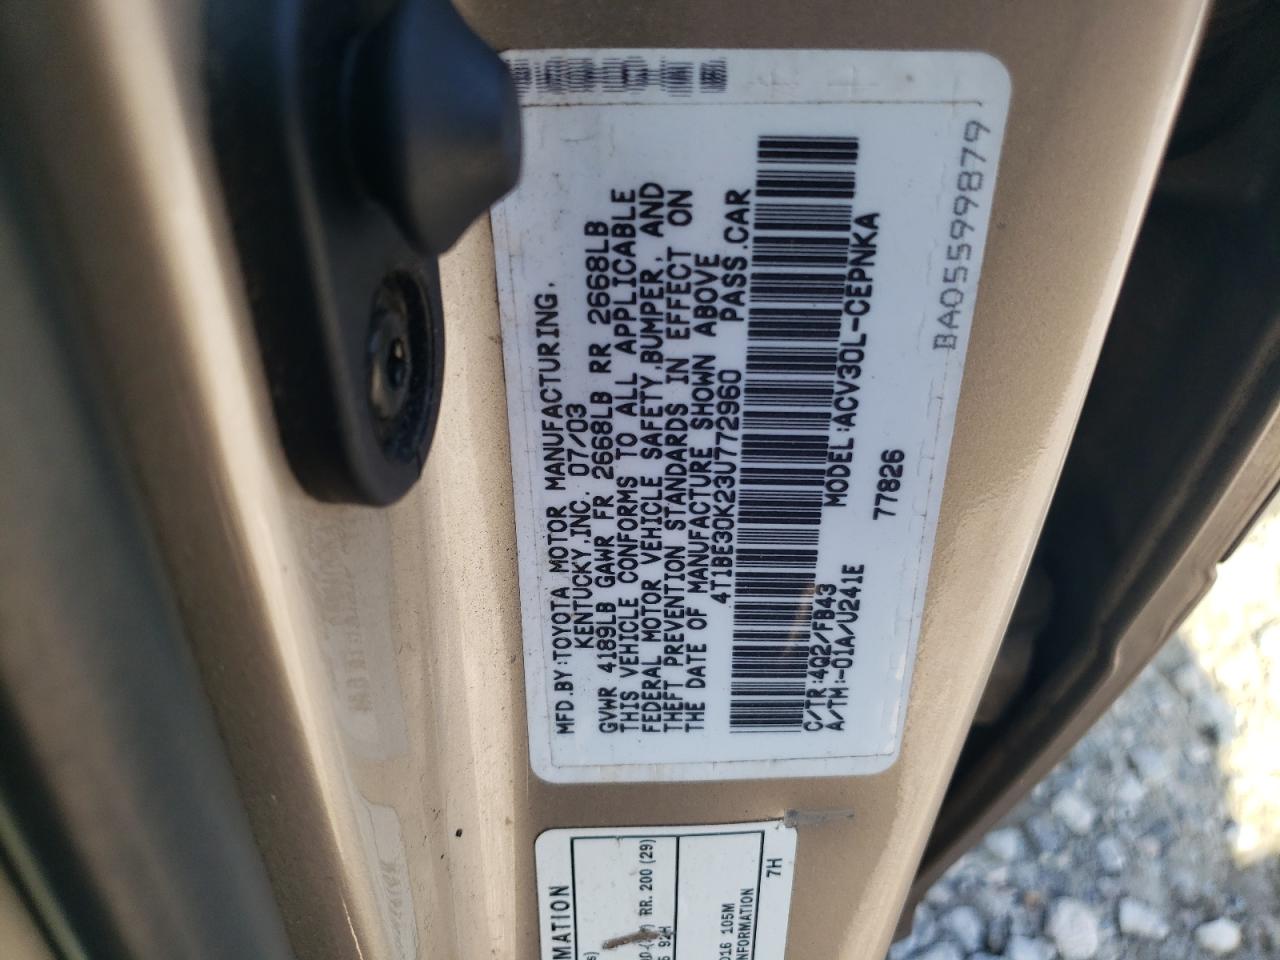 MFD.BY:TOYOTA MOTOR MANUFACTURING,
KENTUCKY,INC. 07/03
GVWR 4189LB GAWR FR 2668LB RR 2668LB
THIS VEHICLE CONFORMS TO ALL APPLICABLE
FEDERAL MOTOR VEHICLE SAFETY,BUMPER, AND
THEFT PREVENTION STANDARDS IN EFFECT ON
THE DATE OF MANUFACTURE SHOWN ABOVE
4T1BE30K23U772960 PASS.CAR
C/TR:4Q2/FB43 MODEL:ACV30L-CEPNKA
A/TM:-01A/U241E
77826
BA05599879
MATION
RR. 200 (29)
105M
NFORMATION
7H